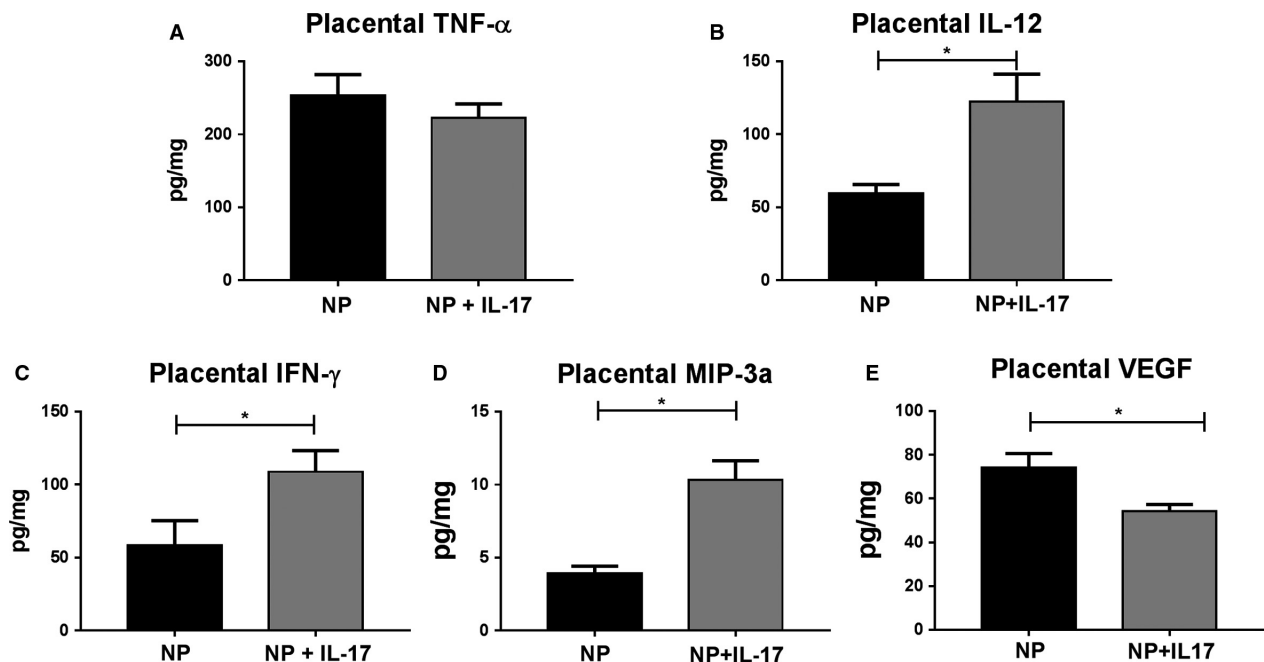 A
Placental TNF-α
300
200
100
0
pg/mg
NP
NP + IL-17
B
Placental IL-12
*
150
100
50
0
pg/mg
NP
NP+IL-17
C
Placental IFN-γ
*
150
100
50
0
pg/mg
NP
NP + IL-17
D
Placental MIP-3a
*
15
10
5
0
pg/mg
NP
NP+IL-17
E
Placental VEGF
*
100
80
60
40
20
0
pg/mg
NP
NP+IL17